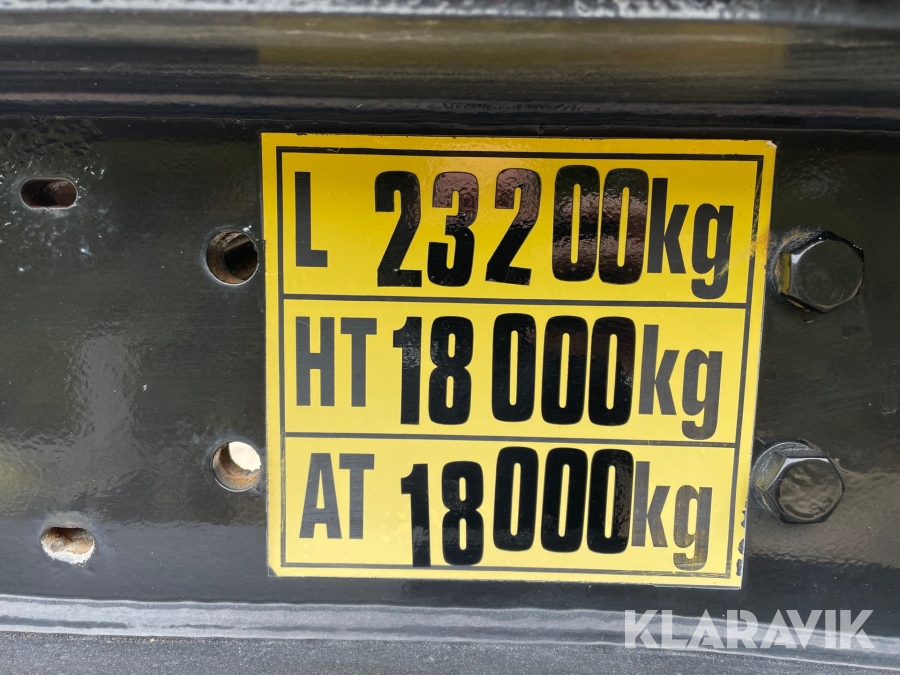 L 23200kg
HT 18000kg
AT 18000kg
KLARAVIK